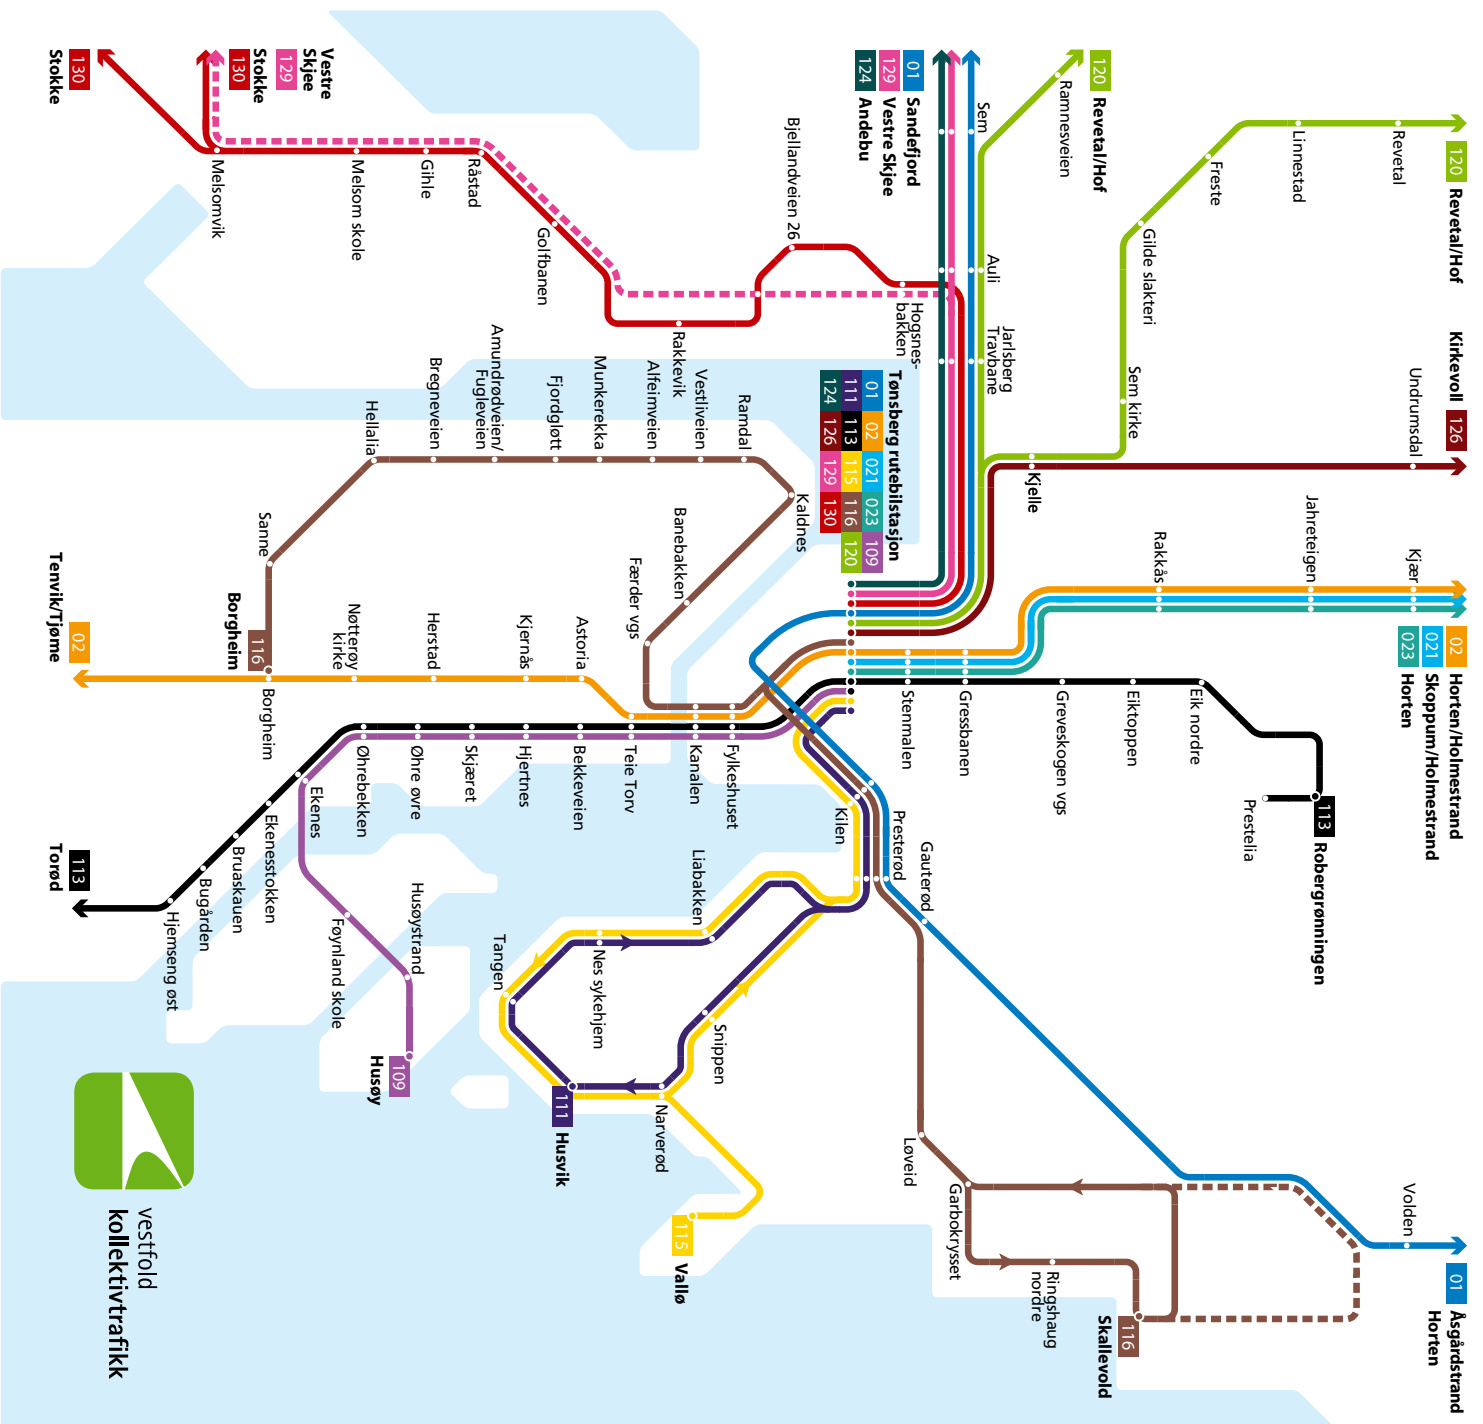 120
Revetal/Hof
Kirkevoll
126
02
021
023
Horten/Holmestrand
Skoppum/Holmestrand
Horten
01
Åsgårdstrand
Horten
Revetal
Linnestad
Freste
Gilde slakteri
Sem kirke
Undrumsdal
Kjelle
Kjær
Jahreteigen
Rakkås
Eik nordre
Eiktoppen
Greveskogen vgs
Gressbanen
Stenmalen
113
Robergrønningen
Prestelia
Volden
120
Revetal/Hof
Ramnesveien
01
Sandefjord
129
Vestre Skjee
124
Andebu
Sem
Auli
Jarlsberg
Travbane
Hogsnes-
bakken
Bjellandveien 26
Tønsberg rutebilstasjon
01
02
021
023
109
111
113
115
116
120
124
126
129
130
Presterød
Gauterød
Løveid
Garbokrysset
Ringshaug
nordre
116
Skallevold
Kilen
Kaldnes
Ramdal
Vestliveien
Alfeimveien
Munkerekka
Fjordgløtt
Amundrødveien/
Fugleveien
Bregneveien
Hellalia
Sanne
116
Borgheim
Banebakken
Færder vgs
Rakkevik
Golfbanen
Råstad
Gihle
Melsom skole
Melsomvik
Vestre
Skjee
129
130
Stokke
130
Stokke
Fylkeshuset
Kanalen
Teie Torv
Bekkeveien
Hjertnes
Skjæret
Øhre øvre
Øhrebekken
Ekenes
Astoria
Kjernås
Herstad
Nøtterøy
kirke
Borgheim
02
Tenvik/Tjøme
Ekenesstokken
Bruaskauen
Bugården
Hjemseng øst
113
Torød
Føynland skole
Husøystrand
109
Husøy
Liabakken
Nes sykehjem
Tangen
Snippen
Narverød
111
Husvik
115
Vallø
vestfold
kollektivtrafikk